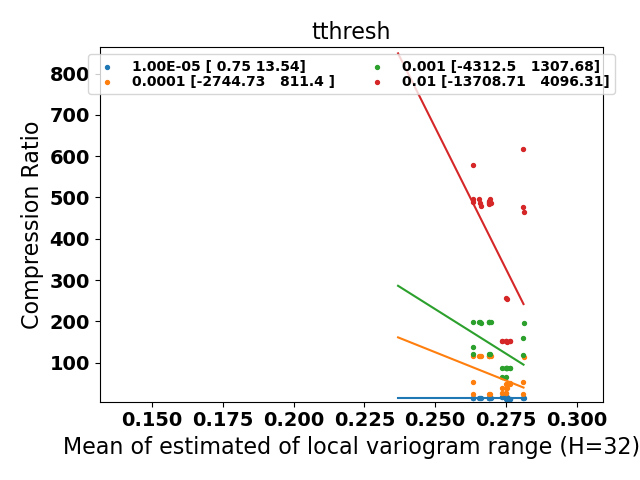 tthresh
1.00E-05 [ 0.75 13.54]
0.0001 [-2744.73 811.4 ]
0.001 [-4312.5 1307.68]
0.01 [-13708.71 4096.31]
Compression Ratio
800
700
600
500
400
300
200
100
0.150 0.175 0.200 0.225 0.250 0.275 0.300
Mean of estimated of local variogram range (H=32)